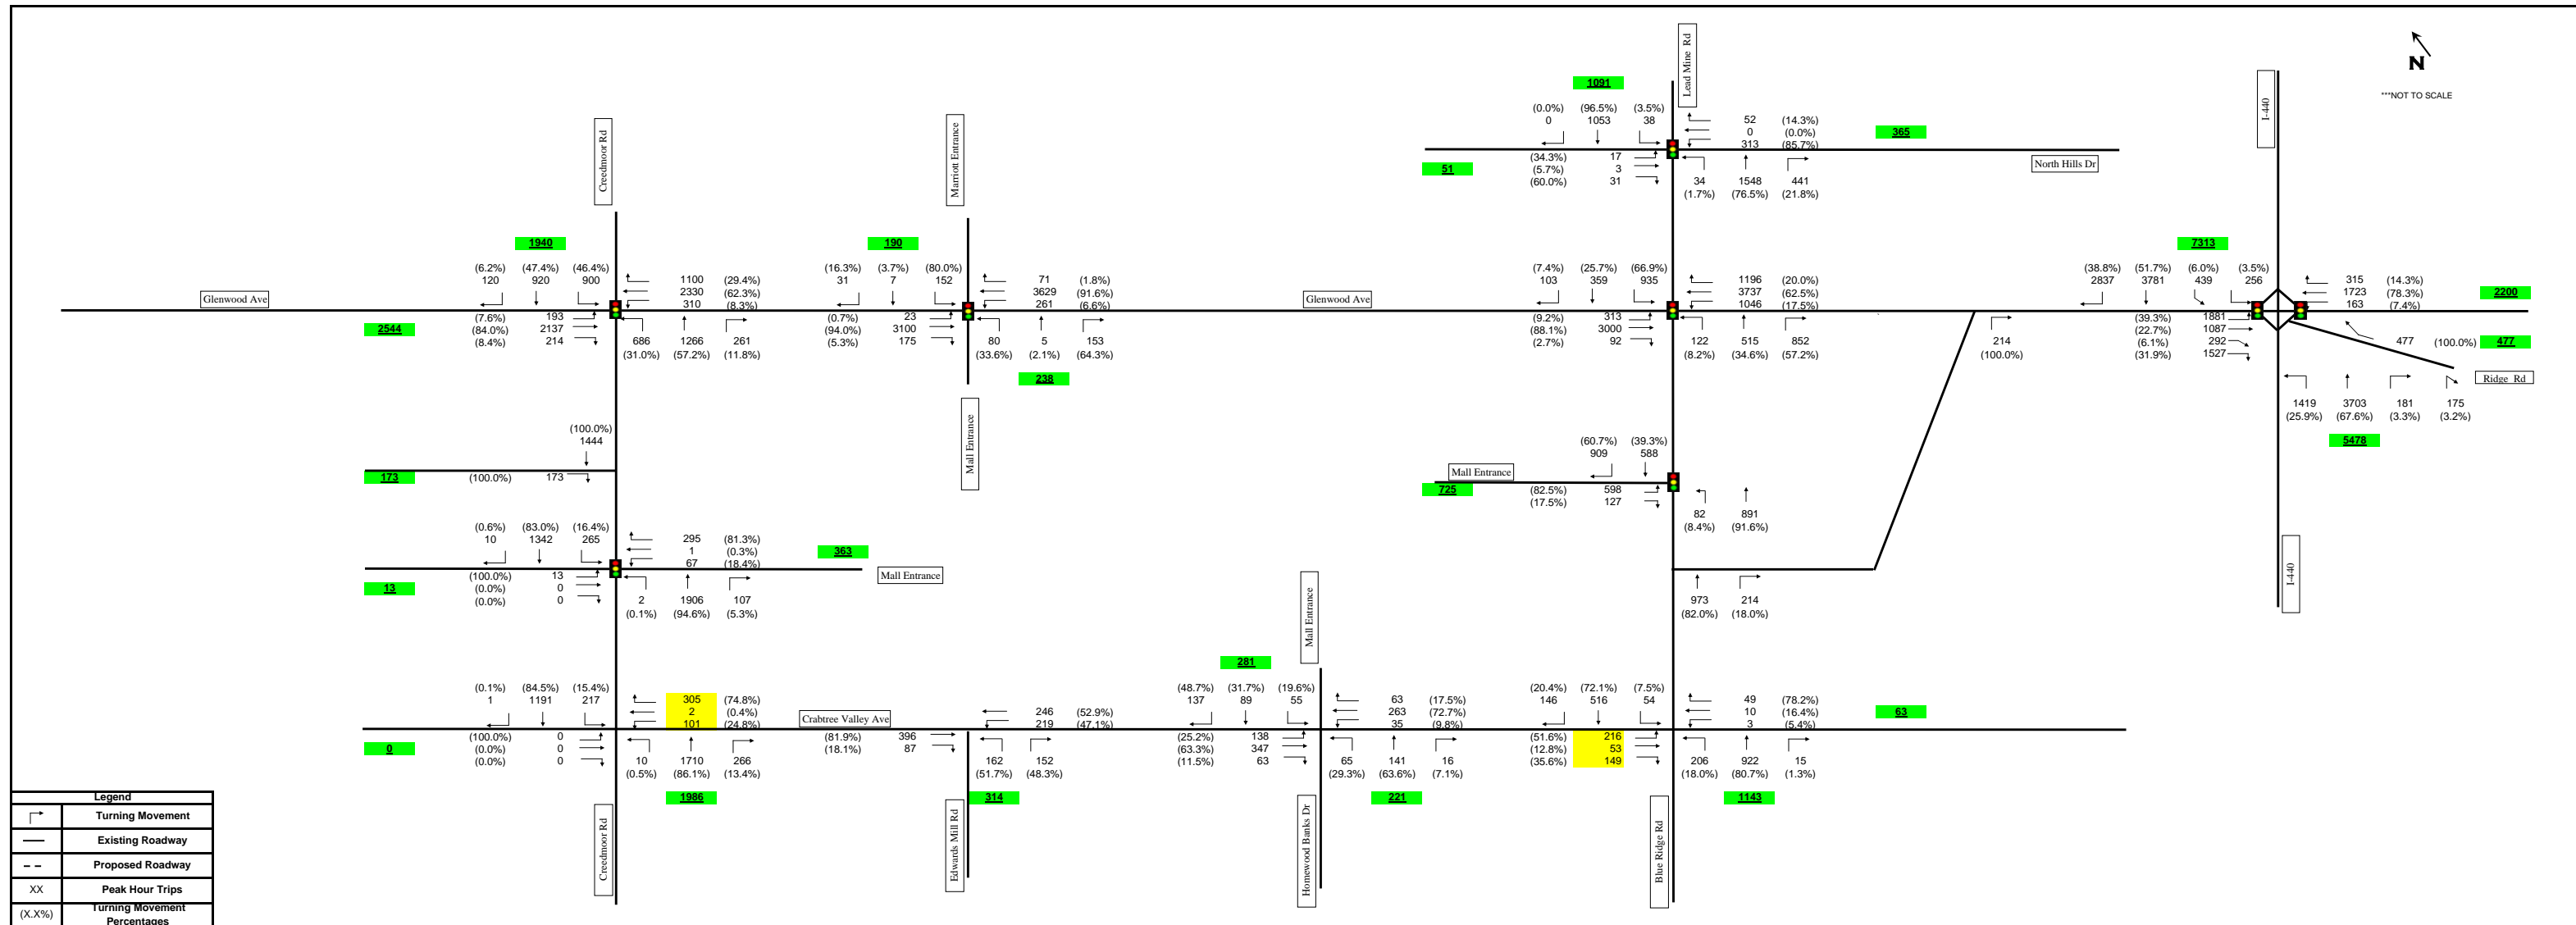 Lead Mine Rd
N
***NOT TO SCALE
I-440
1091
(0.0%) (96.5%) (3.5%)
0 1053 38
52 (14.3%)
0 (0.0%)
313 (85.7%)
365
North Hills Dr
51
(34.3%) 17
(5.7%) 3
(60.0%) 31
34 1548 441
(1.7%) (76.5%) (21.8%)
Creedmoor Rd
Marriott Entrance
1940
(6.2%) (47.4%) (46.4%)
120 920 900
1100 (29.4%)
2330 (62.3%)
310 (8.3%)
Glenwood Ave
2544
(7.6%) 193
(84.0%) 2137
(8.4%) 214
686 1266 261
(31.0%) (57.2%) (11.8%)
190
(16.3%) (3.7%) (80.0%)
31 7 152
71 (1.8%)
3629 (91.6%)
261 (6.6%)
(0.7%) 23
(94.0%) 3100
(5.3%) 175
80 5 153
(33.6%) (2.1%) (64.3%)
238
Mall Entrance
Glenwood Ave
(7.4%) (25.7%) (66.9%)
103 359 935
1196 (20.0%)
3737 (62.5%)
1046 (17.5%)
(9.2%) 313
(88.1%) 3000
(2.7%) 92
122 515 852
(8.2%) (34.6%) (57.2%)
214
(100.0%)
7313
(38.8%) (51.7%) (6.0%) (3.5%)
2837 3781 439 256
315 (14.3%)
1723 (78.3%)
163 (7.4%)
2200
(39.3%) 1881
(22.7%) 1087
(6.1%) 292
(31.9%) 1527
477 (100.0%)
477
Ridge Rd
1419 3703 181 175
(25.9%) (67.6%) (3.3%) (3.2%)
5478
I-440
(100.0%)
1444
173
(100.0%) 173
(60.7%) (39.3%)
909 588
Mall Entrance
725
(82.5%) 598
(17.5%) 127
82 891
(8.4%) (91.6%)
(0.6%) (83.0%) (16.4%)
10 1342 265
295 (81.3%)
1 (0.3%)
67 (18.4%)
363
Mall Entrance
13
(100.0%) 13
(0.0%) 0
(0.0%) 0
2 1906 107
(0.1%) (94.6%) (5.3%)
973 214
(82.0%) (18.0%)
Mall Entrance
(0.1%) (84.5%) (15.4%)
1 1191 217
305 (74.8%)
2 (0.4%)
101 (24.8%)
Crabtree Valley Ave
0
(100.0%) 0
(0.0%) 0
(0.0%) 0
10 1710 266
(0.5%) (86.1%) (13.4%)
1986
Creedmoor Rd
246 (52.9%)
219 (47.1%)
(81.9%) 396
(18.1%) 87
162 152
(51.7%) (48.3%)
314
Edwards Mill Rd
281
(48.7%) (31.7%) (19.6%)
137 89 55
63 (17.5%)
263 (72.7%)
35 (9.8%)
(25.2%) 138
(63.3%) 347
(11.5%) 63
65 141 16
(29.3%) (63.6%) (7.1%)
221
Homewood Banks Dr
(20.4%) (72.1%) (7.5%)
146 516 54
49 (78.2%)
10 (16.4%)
3 (5.4%)
63
(51.6%) 216
(12.8%) 53
(35.6%) 149
206 922 15
(18.0%) (80.7%) (1.3%)
1143
Blue Ridge Rd
Legend
Turning Movement
Existing Roadway
Proposed Roadway
XX Peak Hour Trips
(X.X%) Turning Movement
Percentages